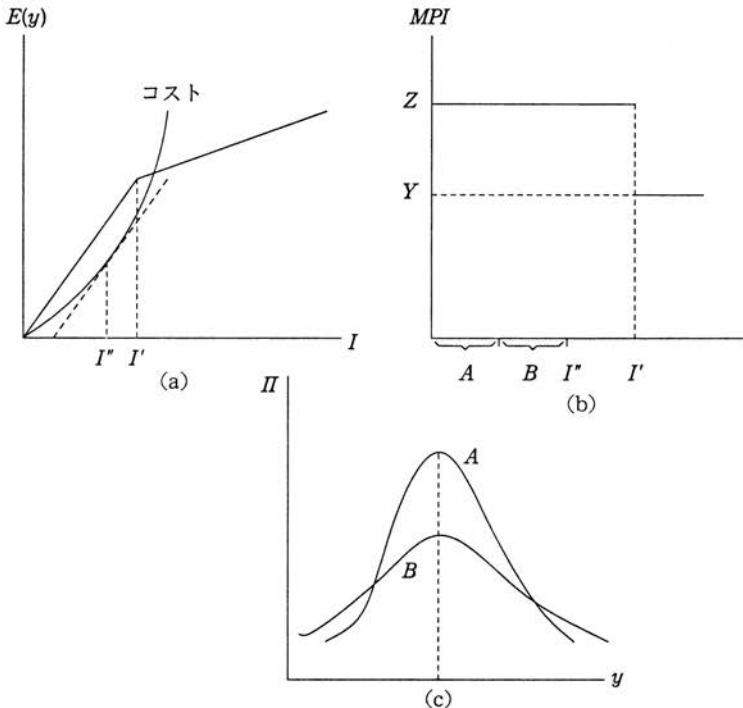 E(y)
コスト
I" I' I
(a)
MPI
Z
Y
A B I" I'
(b)
Π
A
B
y
(c)